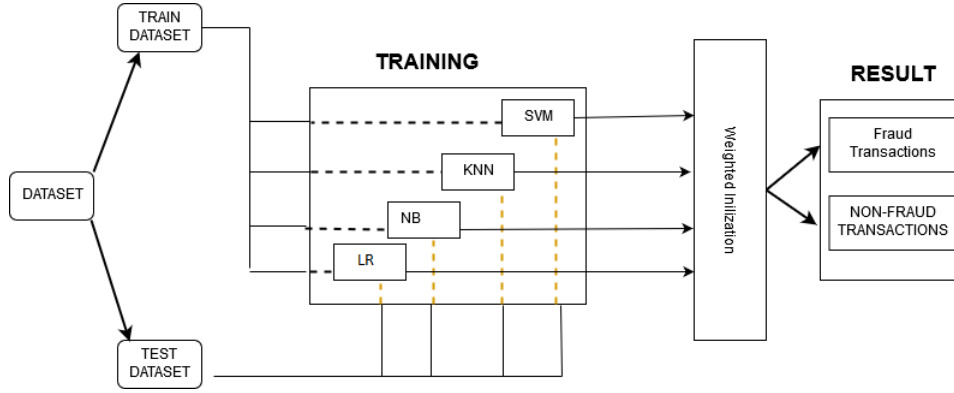 TRAIN
DATASET
TRAINING
RESULT
SVM
Fraud
Transactions
KNN
DATASET
NB
NON-FRAUD
TRANSACTIONS
LR
Weighted Inilization
TEST
DATASET